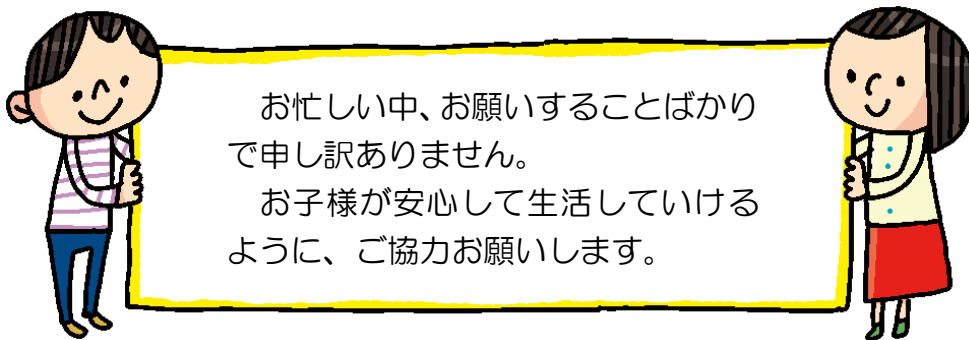 お忙しい中、お願いすることばかり
で申し訳ありません。
　お子様が安心して生活していける
ように、ご協力お願いします。